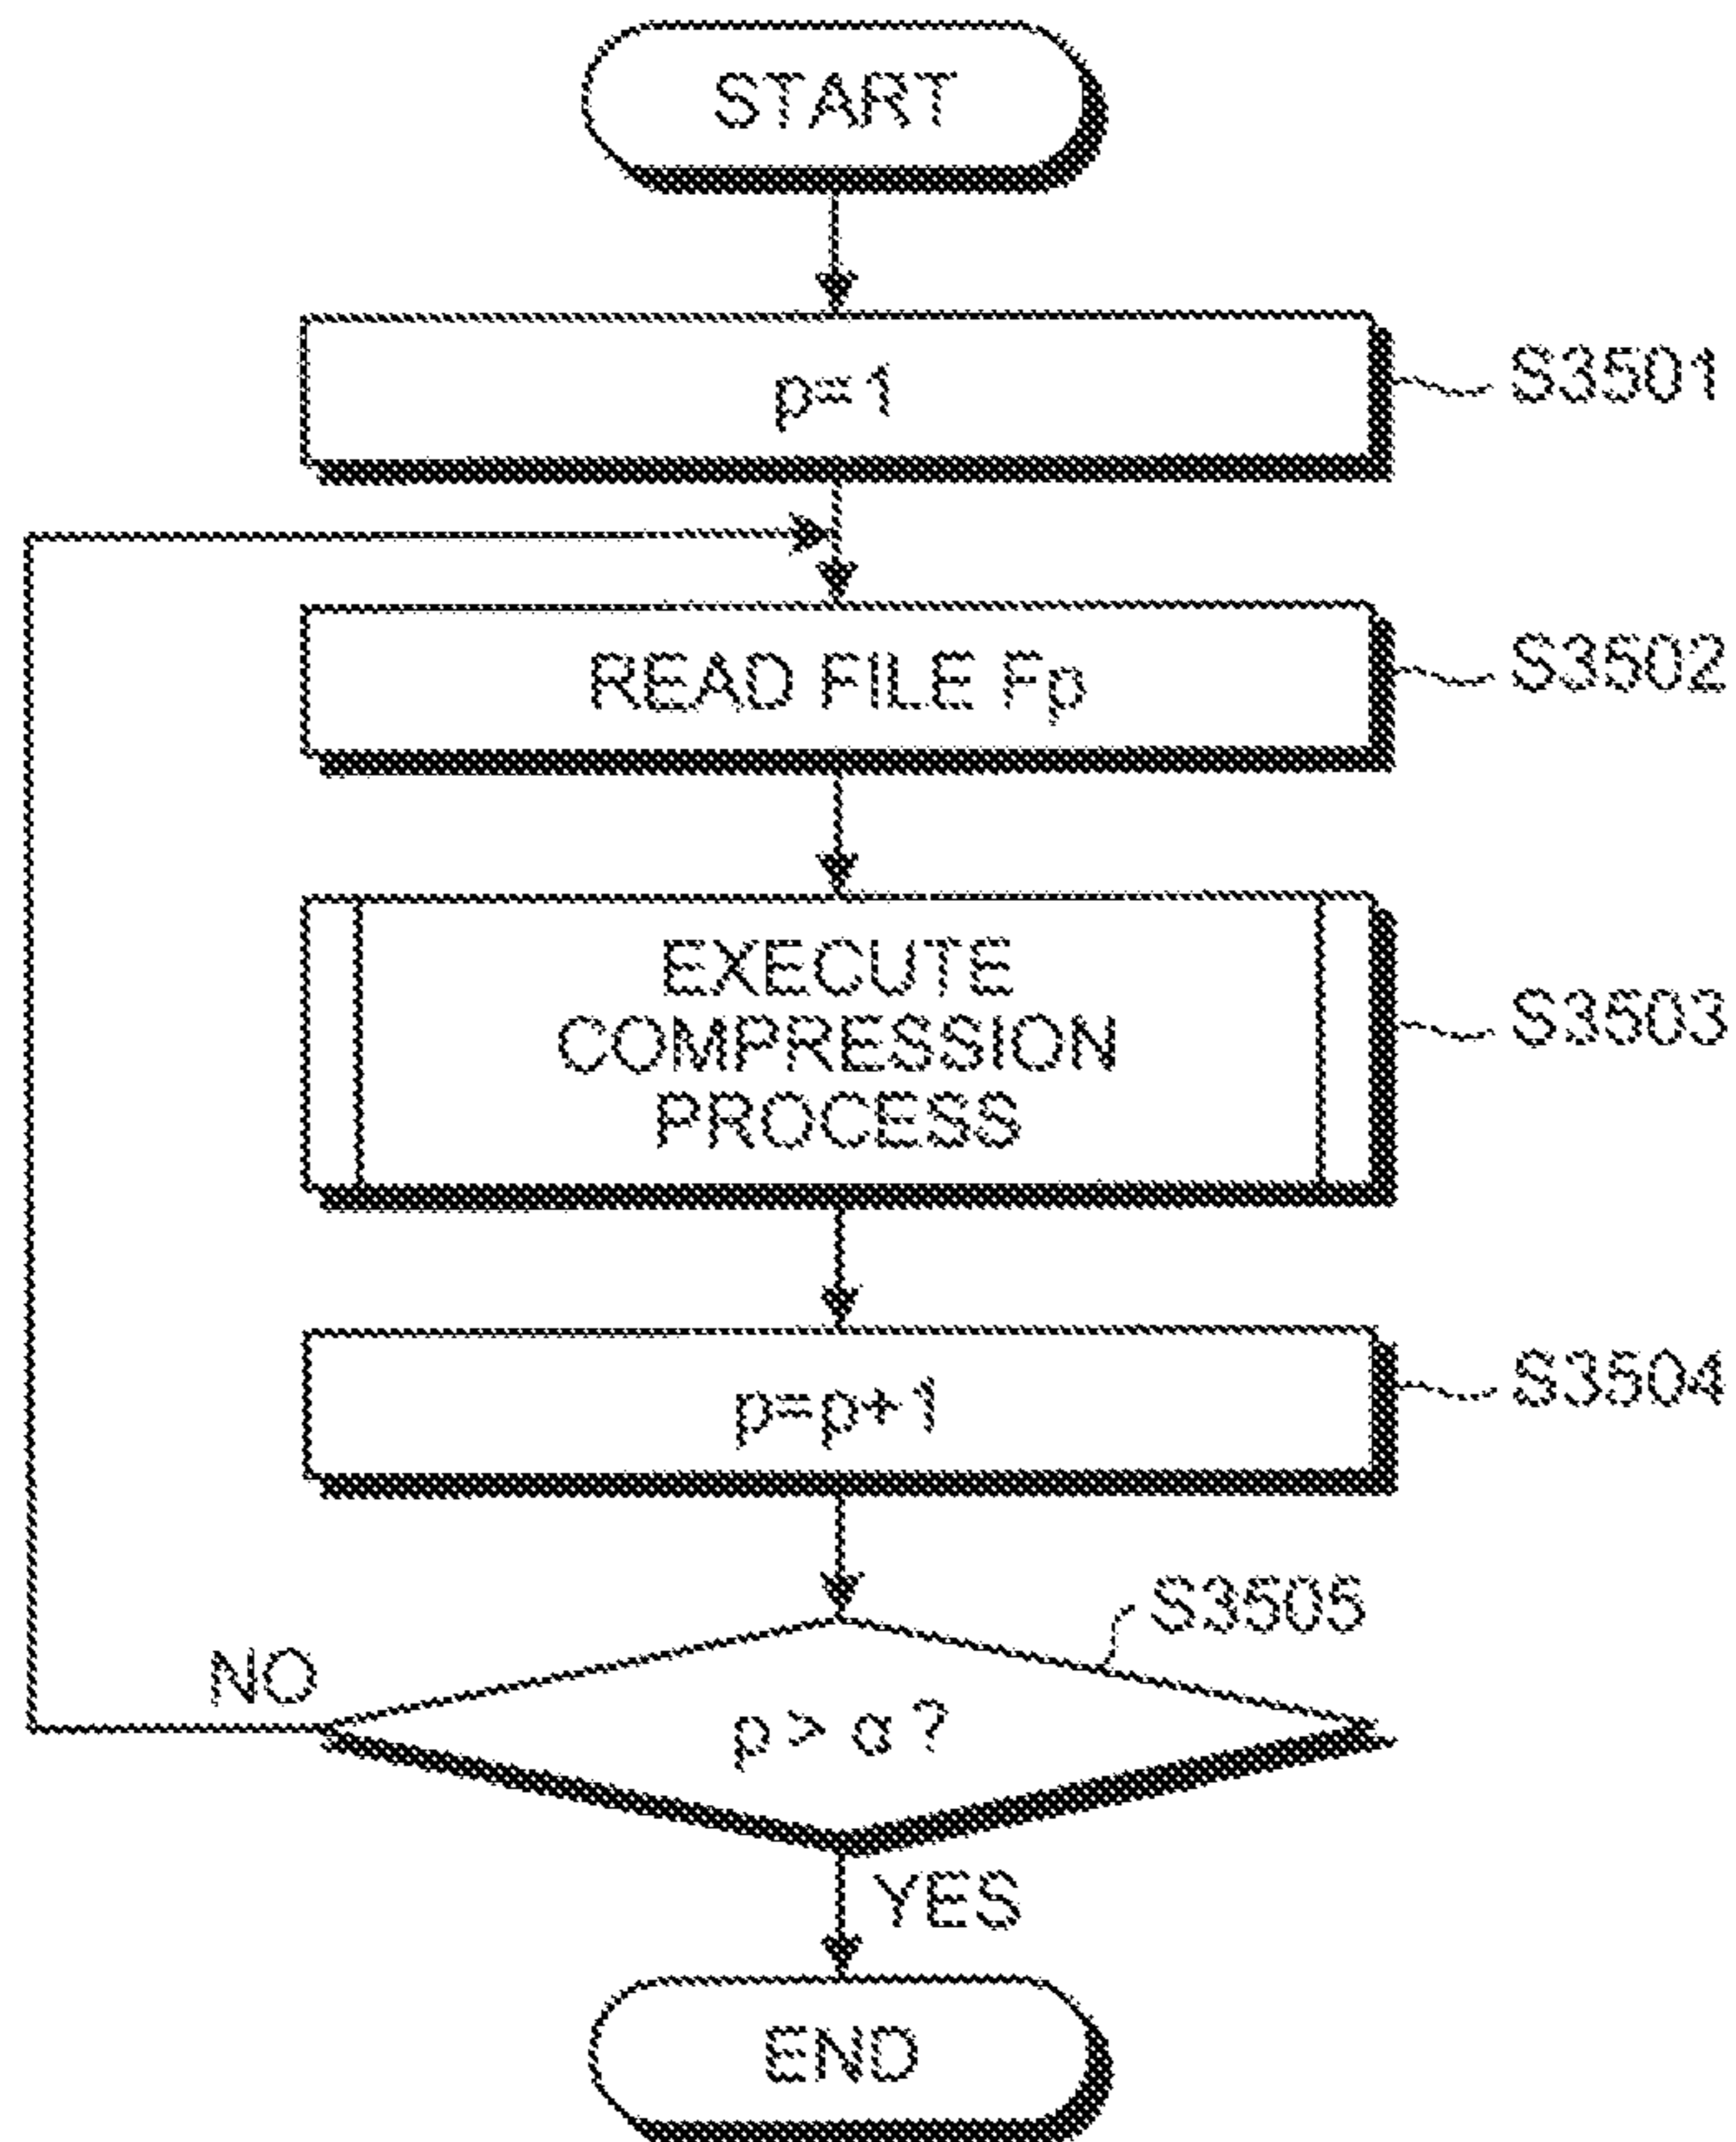 START
p=1
S3501
READ FILE Fp
S3502
EXECUTE
COMPRESSION
PROCESS
S3503
p=p+1
S3504
S3505
NO
p > α ?
YES
END